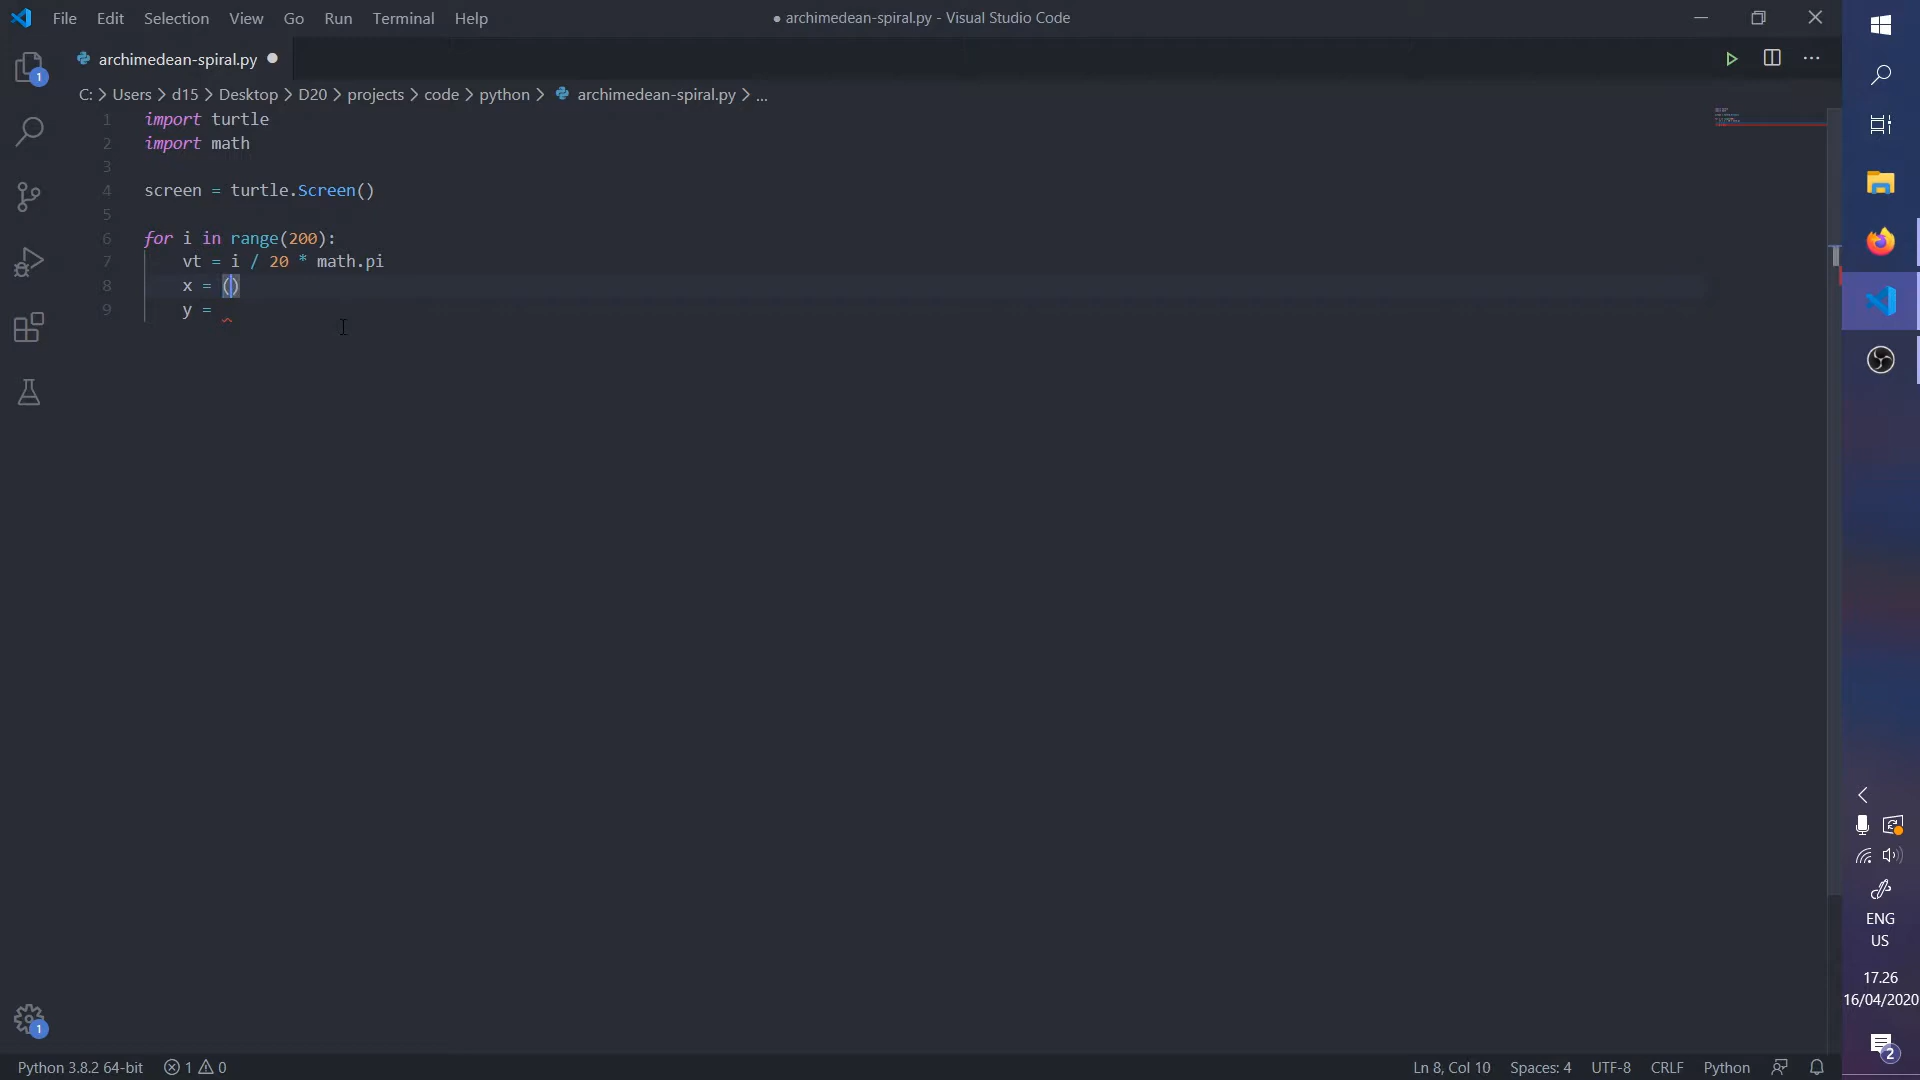 File Edit Selection View Go Run Terminal Help
● archimedean-spiral.py - Visual Studio Code
archimedean-spiral.py
C: > Users > d15 > Desktop > D20 > projects > code > python > archimedean-spiral.py > ...
1 import turtle
2 import math
3
4 screen = turtle.Screen()
5
6 for i in range(200):
7 vt = i / 20 * math.pi
8 x = ()
9 y =
1
1
ENG
US
17.26
16/04/2020
2
Python 3.8.2 64-bit 1 0 Ln 8, Col 10 Spaces: 4 UTF-8 CRLF Python